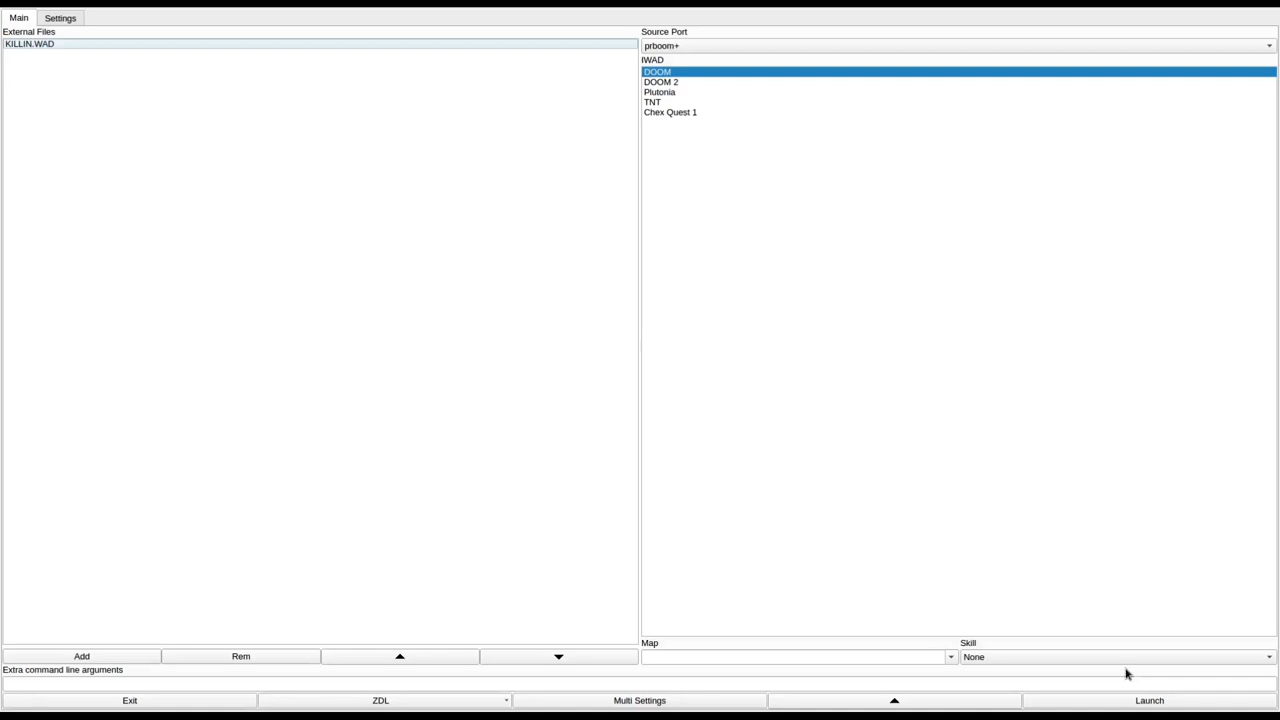 Main
Settings
External Files
KILLIN.WAD
Source Port
prboom+
IWAD
DOOM
DOOM 2
Plutonia
TNT
Chex Quest 1
Map
Skill
None
Add
Rem
Extra command line arguments
Exit
ZDL
Multi Settings
Launch